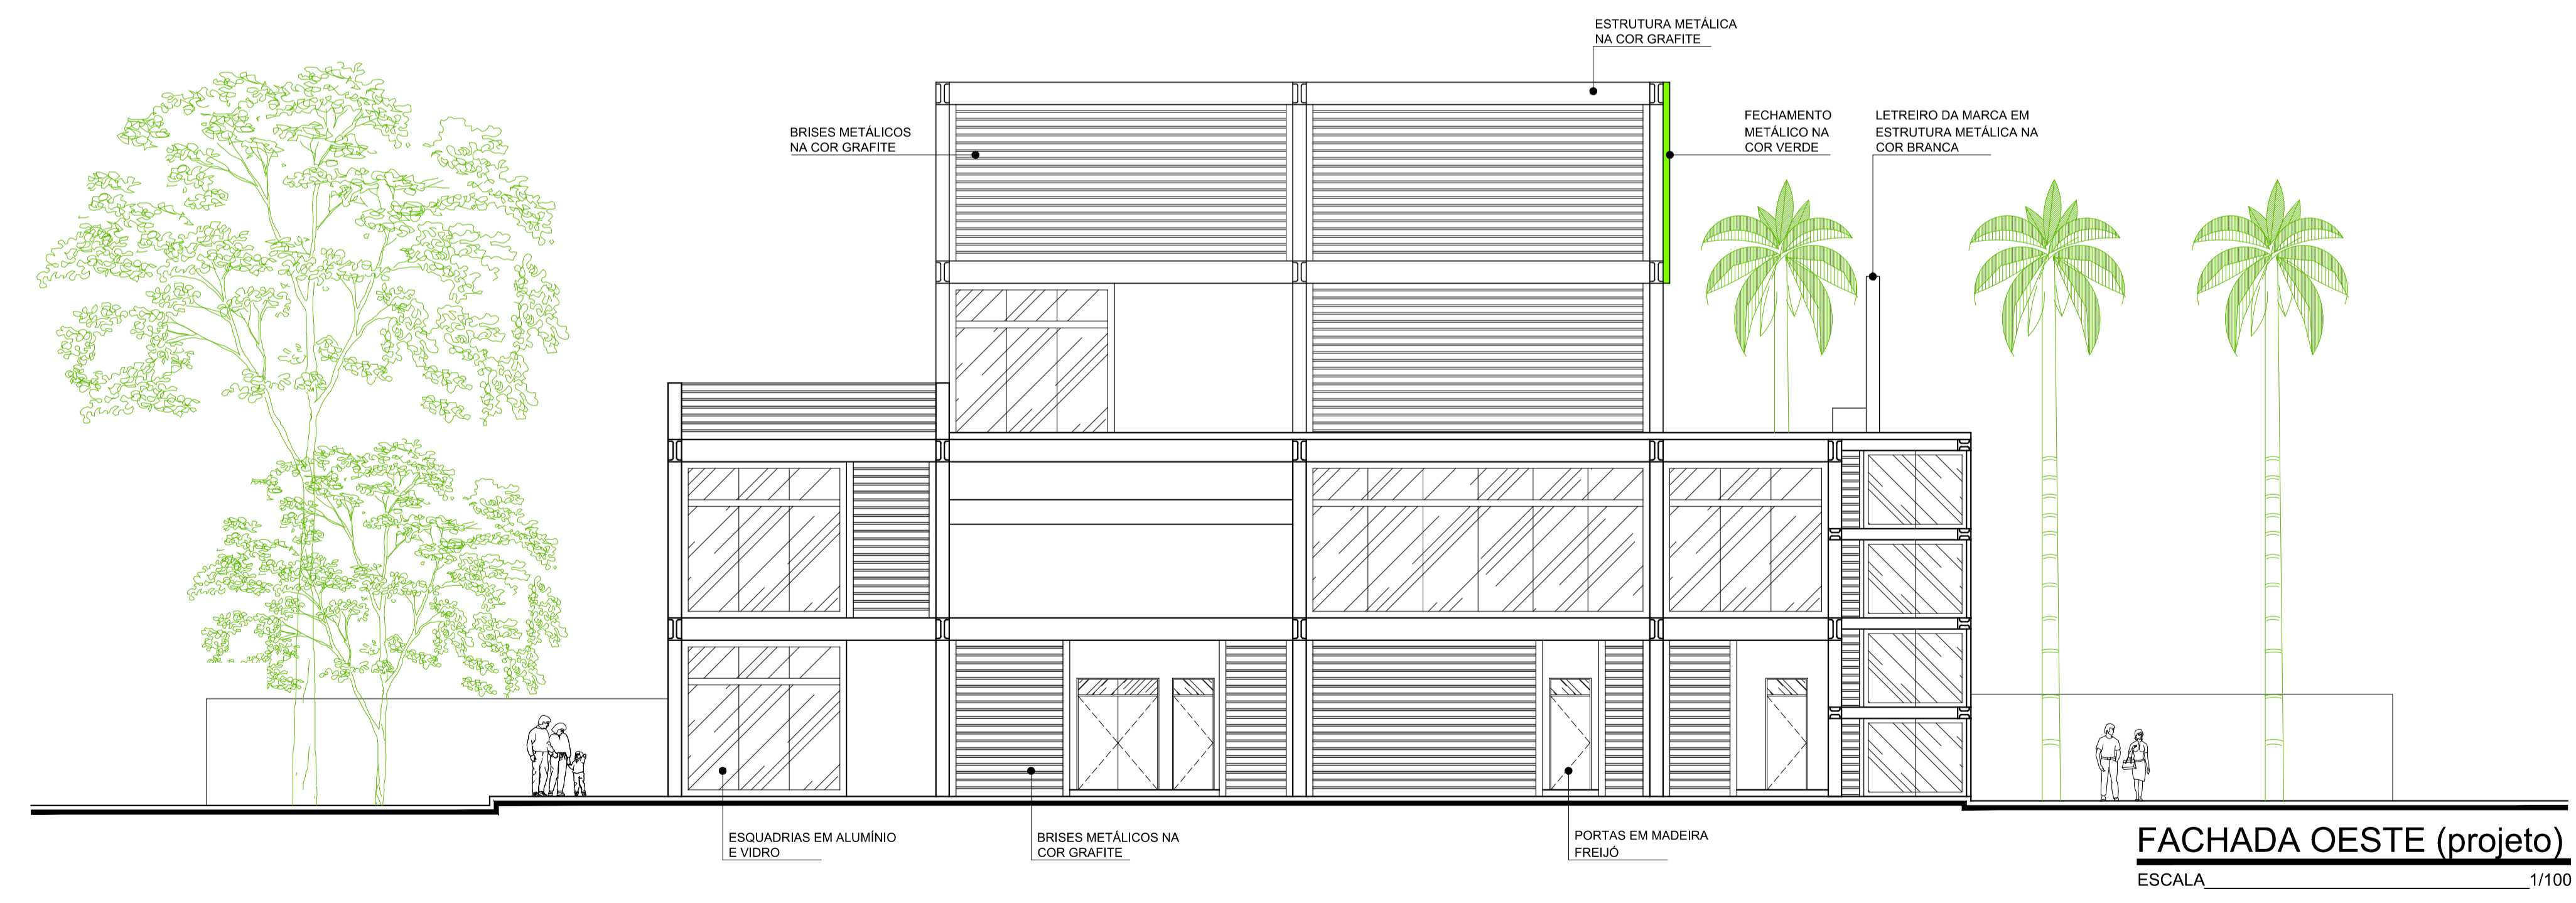 ESTRUTURA METÁLICA
NA COR GRAFITE
BRISES METÁLICOS
NA COR GRAFITE
FECHAMENTO
METÁLICO NA
COR VERDE
LETREIRO DA MARCA EM
ESTRUTURA METÁLICA NA
COR BRANCA
ESQUADRIAS EM ALUMÍNIO
E VIDRO
BRISES METÁLICOS NA
COR GRAFITE
PORTAS EM MADEIRA
FREIJÓ
FACHADA OESTE (projeto)
ESCALA 1/100